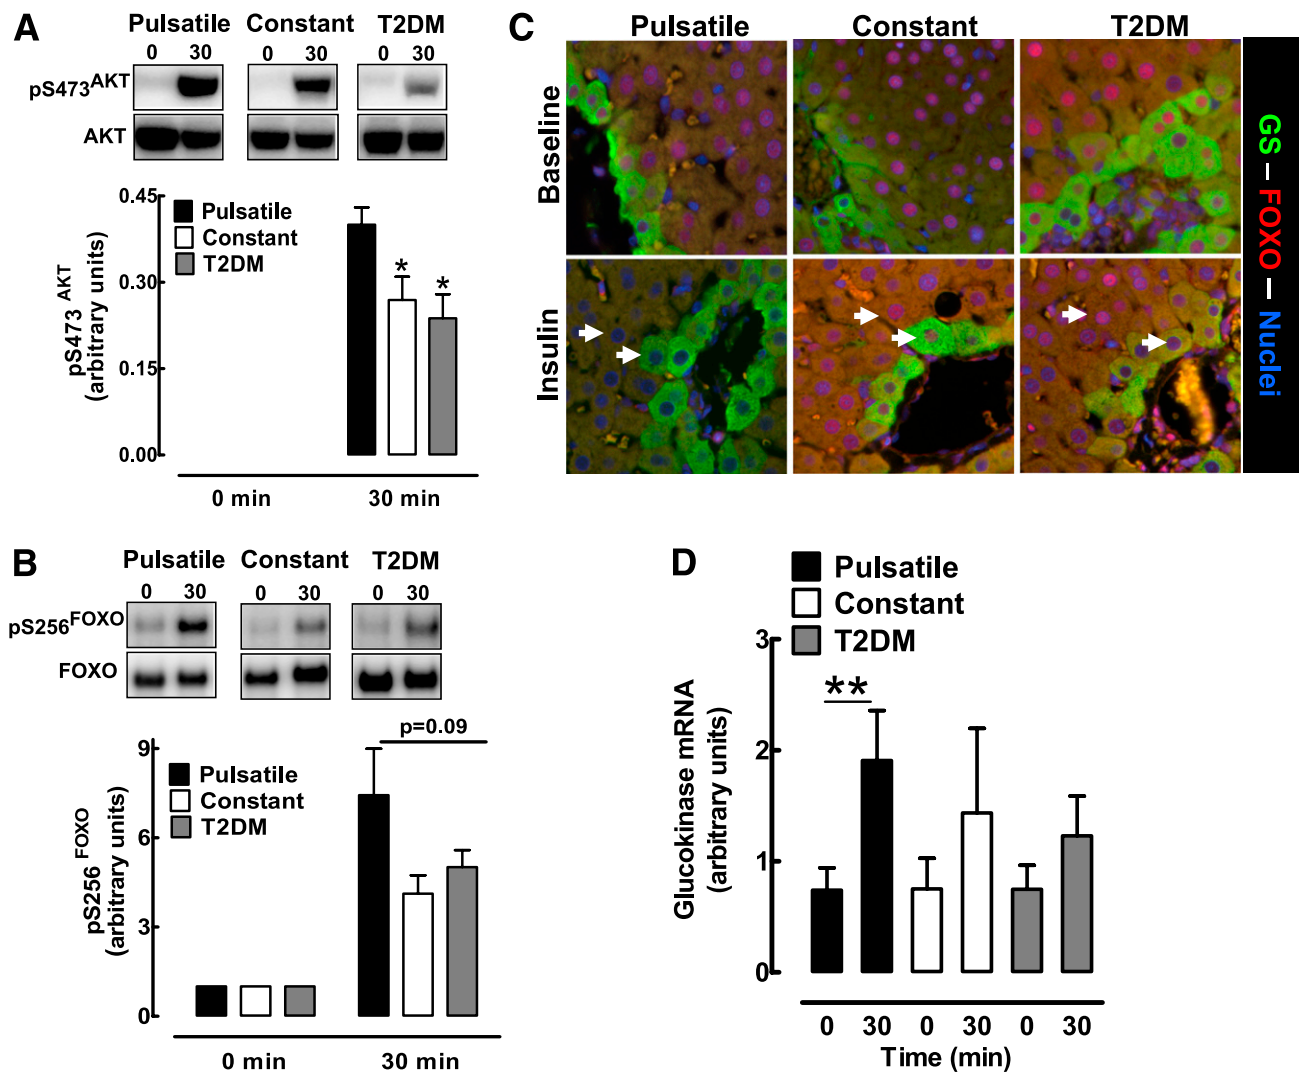 A
Pulsatile Constant T2DM
0 30 0 30 0 30
pS473AKT
AKT
0.45
0.30
0.15
0.00
pS473 AKT
(arbitrary units)
Pulsatile
Constant
T2DM
* *
0 min 30 min
B
Pulsatile Constant T2DM
0 30 0 30 0 30
pS256FOXO
FOXO
p=0.09
9
6
3
0
pS256FOXO
(arbitrary units)
Pulsatile
Constant
T2DM
0 min 30 min
C
Pulsatile Constant T2DM
Baseline
Insulin
GS – FOXO – Nuclei
D
Pulsatile
Constant
T2DM
3
2
1
0
Glucokinase mRNA
(arbitrary units)
**
0 30 0 30 0 30
Time (min)